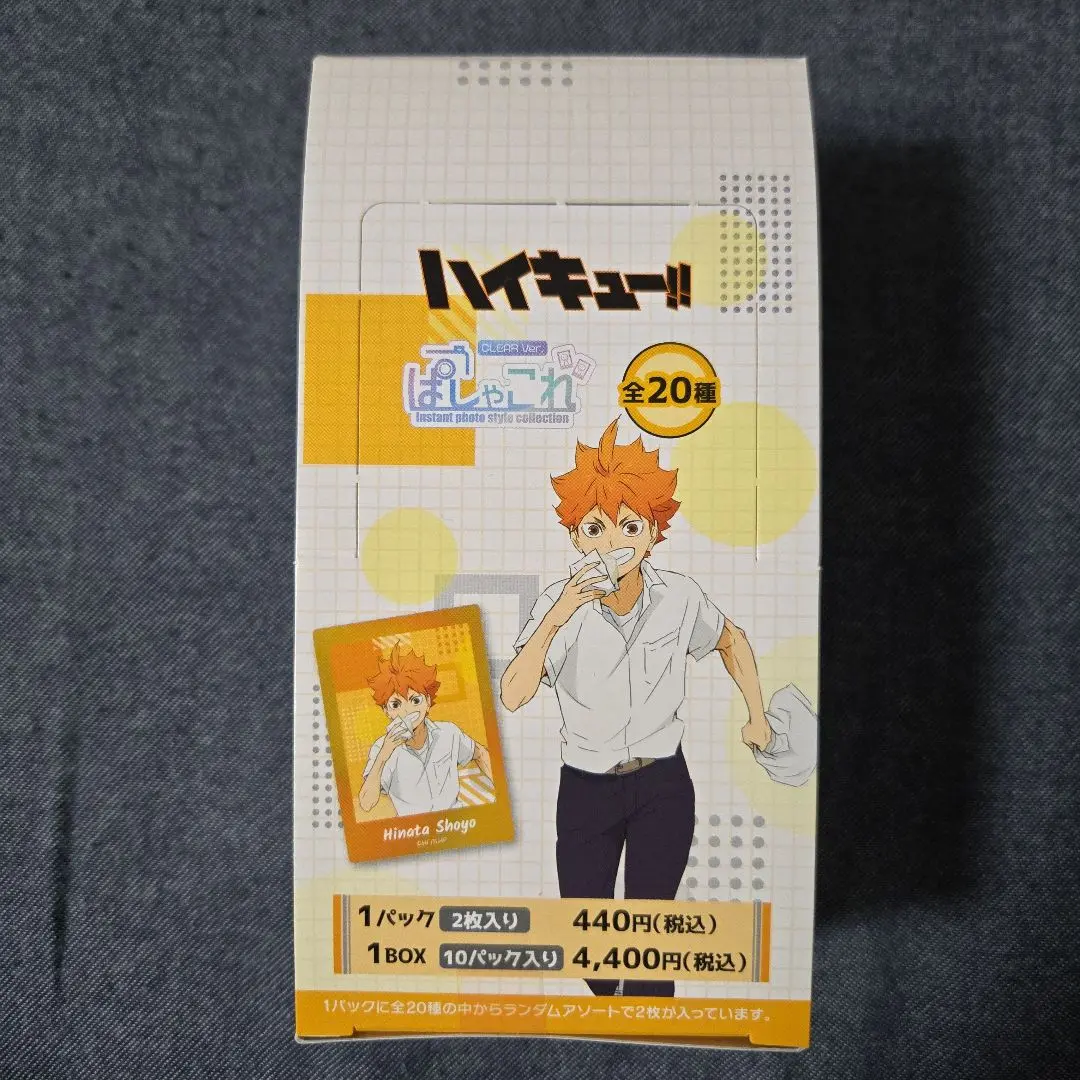 ハイキュー!!
CLEAR Ver.
ぱしゃこれ
Instant photo style collection
全20種
Hinata Shoyo
1パック 2枚入り 440円(税込)
1BOX 10パック入り 4,400円(税込)
1パックに全20種の中からランダムアソートで2枚が入っています。